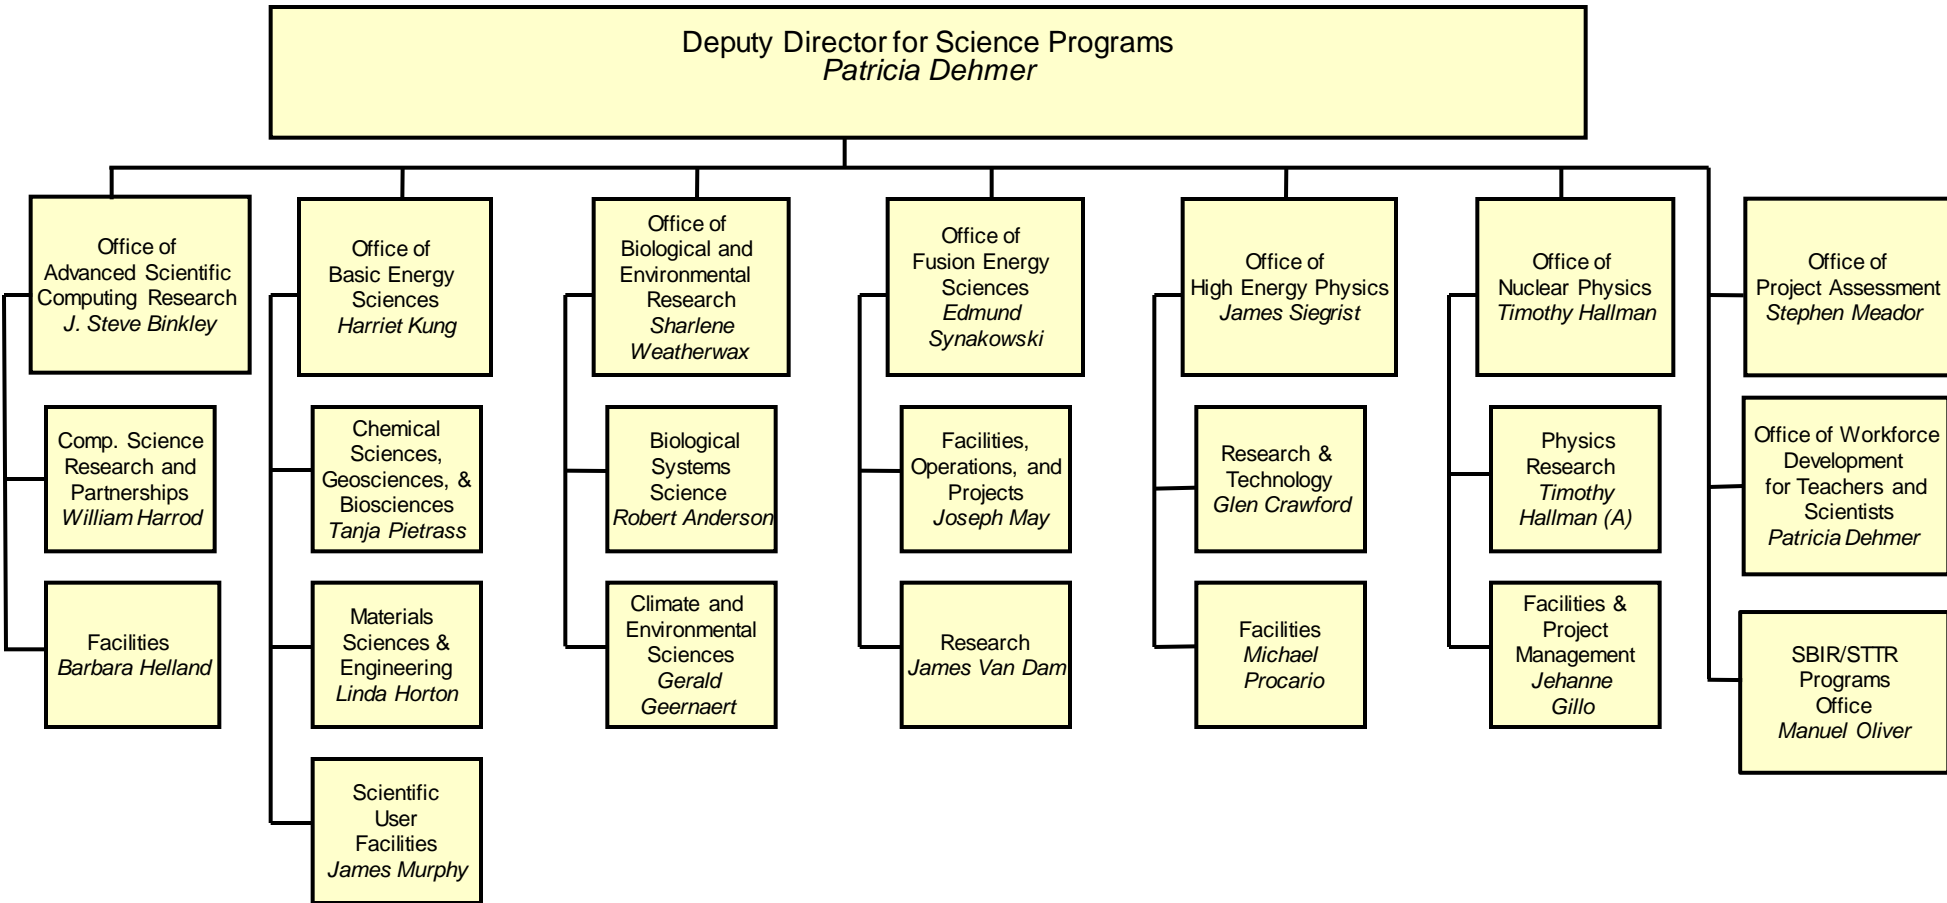 Deputy Director for Science Programs
Patricia Dehmer
Office of
Advanced Scientific
Computing Research
J. Steve Binkley
Comp. Science
Research and
Partnerships
William Harrod
Facilities
Barbara Helland
Office of
Basic Energy
Sciences
Harriet Kung
Chemical
Sciences,
Geosciences, &
Biosciences
Tanja Pietrass
Materials
Sciences &
Engineering
Linda Horton
Scientific
User
Facilities
James Murphy
Office of
Biological and
Environmental
Research
Sharlene
Weatherwax
Biological
Systems
Science
Robert Anderson
Climate and
Environmental
Sciences
Gerald
Geernaert
Office of
Fusion Energy
Sciences
Edmund
Synakowski
Facilities,
Operations, and
Projects
Joseph May
Research
James Van Dam
Office of
High Energy Physics
James Siegrist
Research &
Technology
Glen Crawford
Facilities
Michael
Procario
Office of
Nuclear Physics
Timothy Hallman
Physics
Research
Timothy
Hallman (A)
Facilities &
Project
Management
Jehanne
Gillo
Office of
Project Assessment
Stephen Meador
Office of Workforce
Development
for Teachers and
Scientists
Patricia Dehmer
SBIR/STTR
Programs
Office
Manuel Oliver